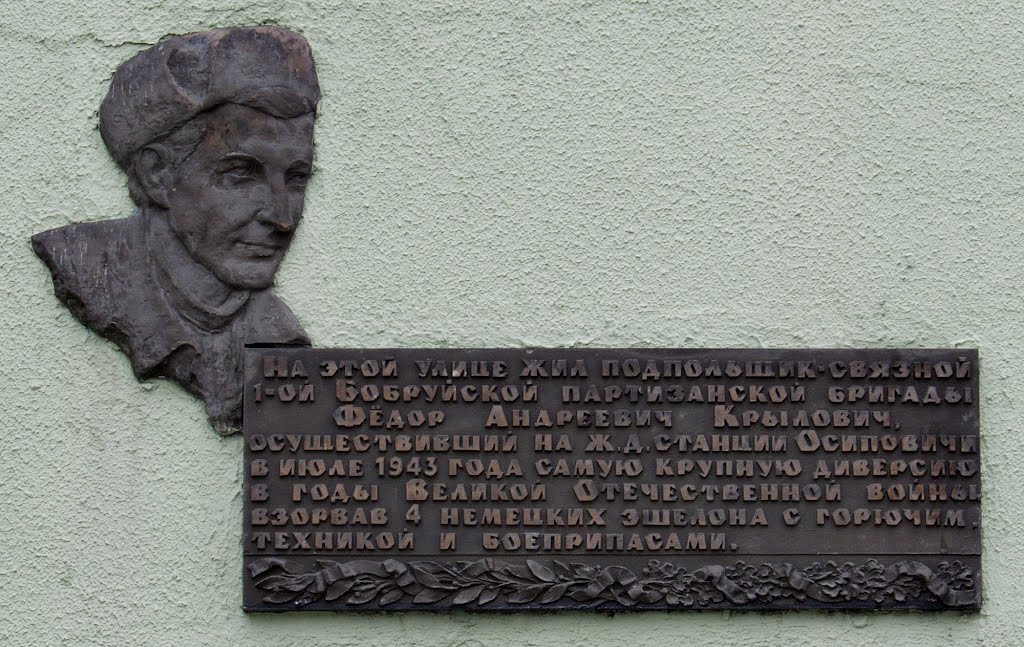 На этой улице жил подпольщик-связной
1-ой Бобруйской партизанской бригады
Фёдор Андреевич Крылович,
осуществивший на ж.д. станции Осиповичи
в июле 1943 года самую крупную диверсию
в годы Великой Отечественной войны
взорвав 4 немецких эшелона с горючим,
техникой и боеприпасами.